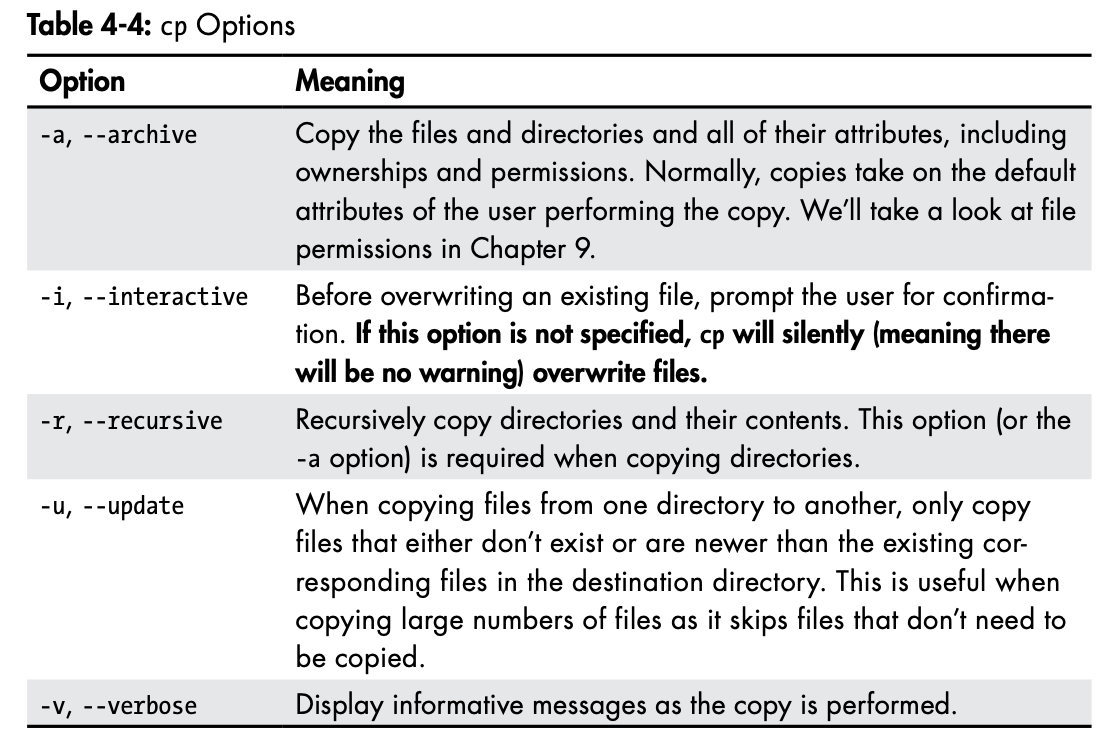 Table 4-4: cp Options
Option Meaning
-a, --archive Copy the files and directories and all of their attributes, including
ownerships and permissions. Normally, copies take on the default
attributes of the user performing the copy. We’ll take a look at file
permissions in Chapter 9.
-i, --interactive Before overwriting an existing file, prompt the user for confirma-
tion. If this option is not specified, cp will silently (meaning there
will be no warning) overwrite files.
-r, --recursive Recursively copy directories and their contents. This option (or the
-a option) is required when copying directories.
-u, --update When copying files from one directory to another, only copy
files that either don’t exist or are newer than the existing cor-
responding files in the destination directory. This is useful when
copying large numbers of files as it skips files that don’t need to
be copied.
-v, --verbose Display informative messages as the copy is performed.